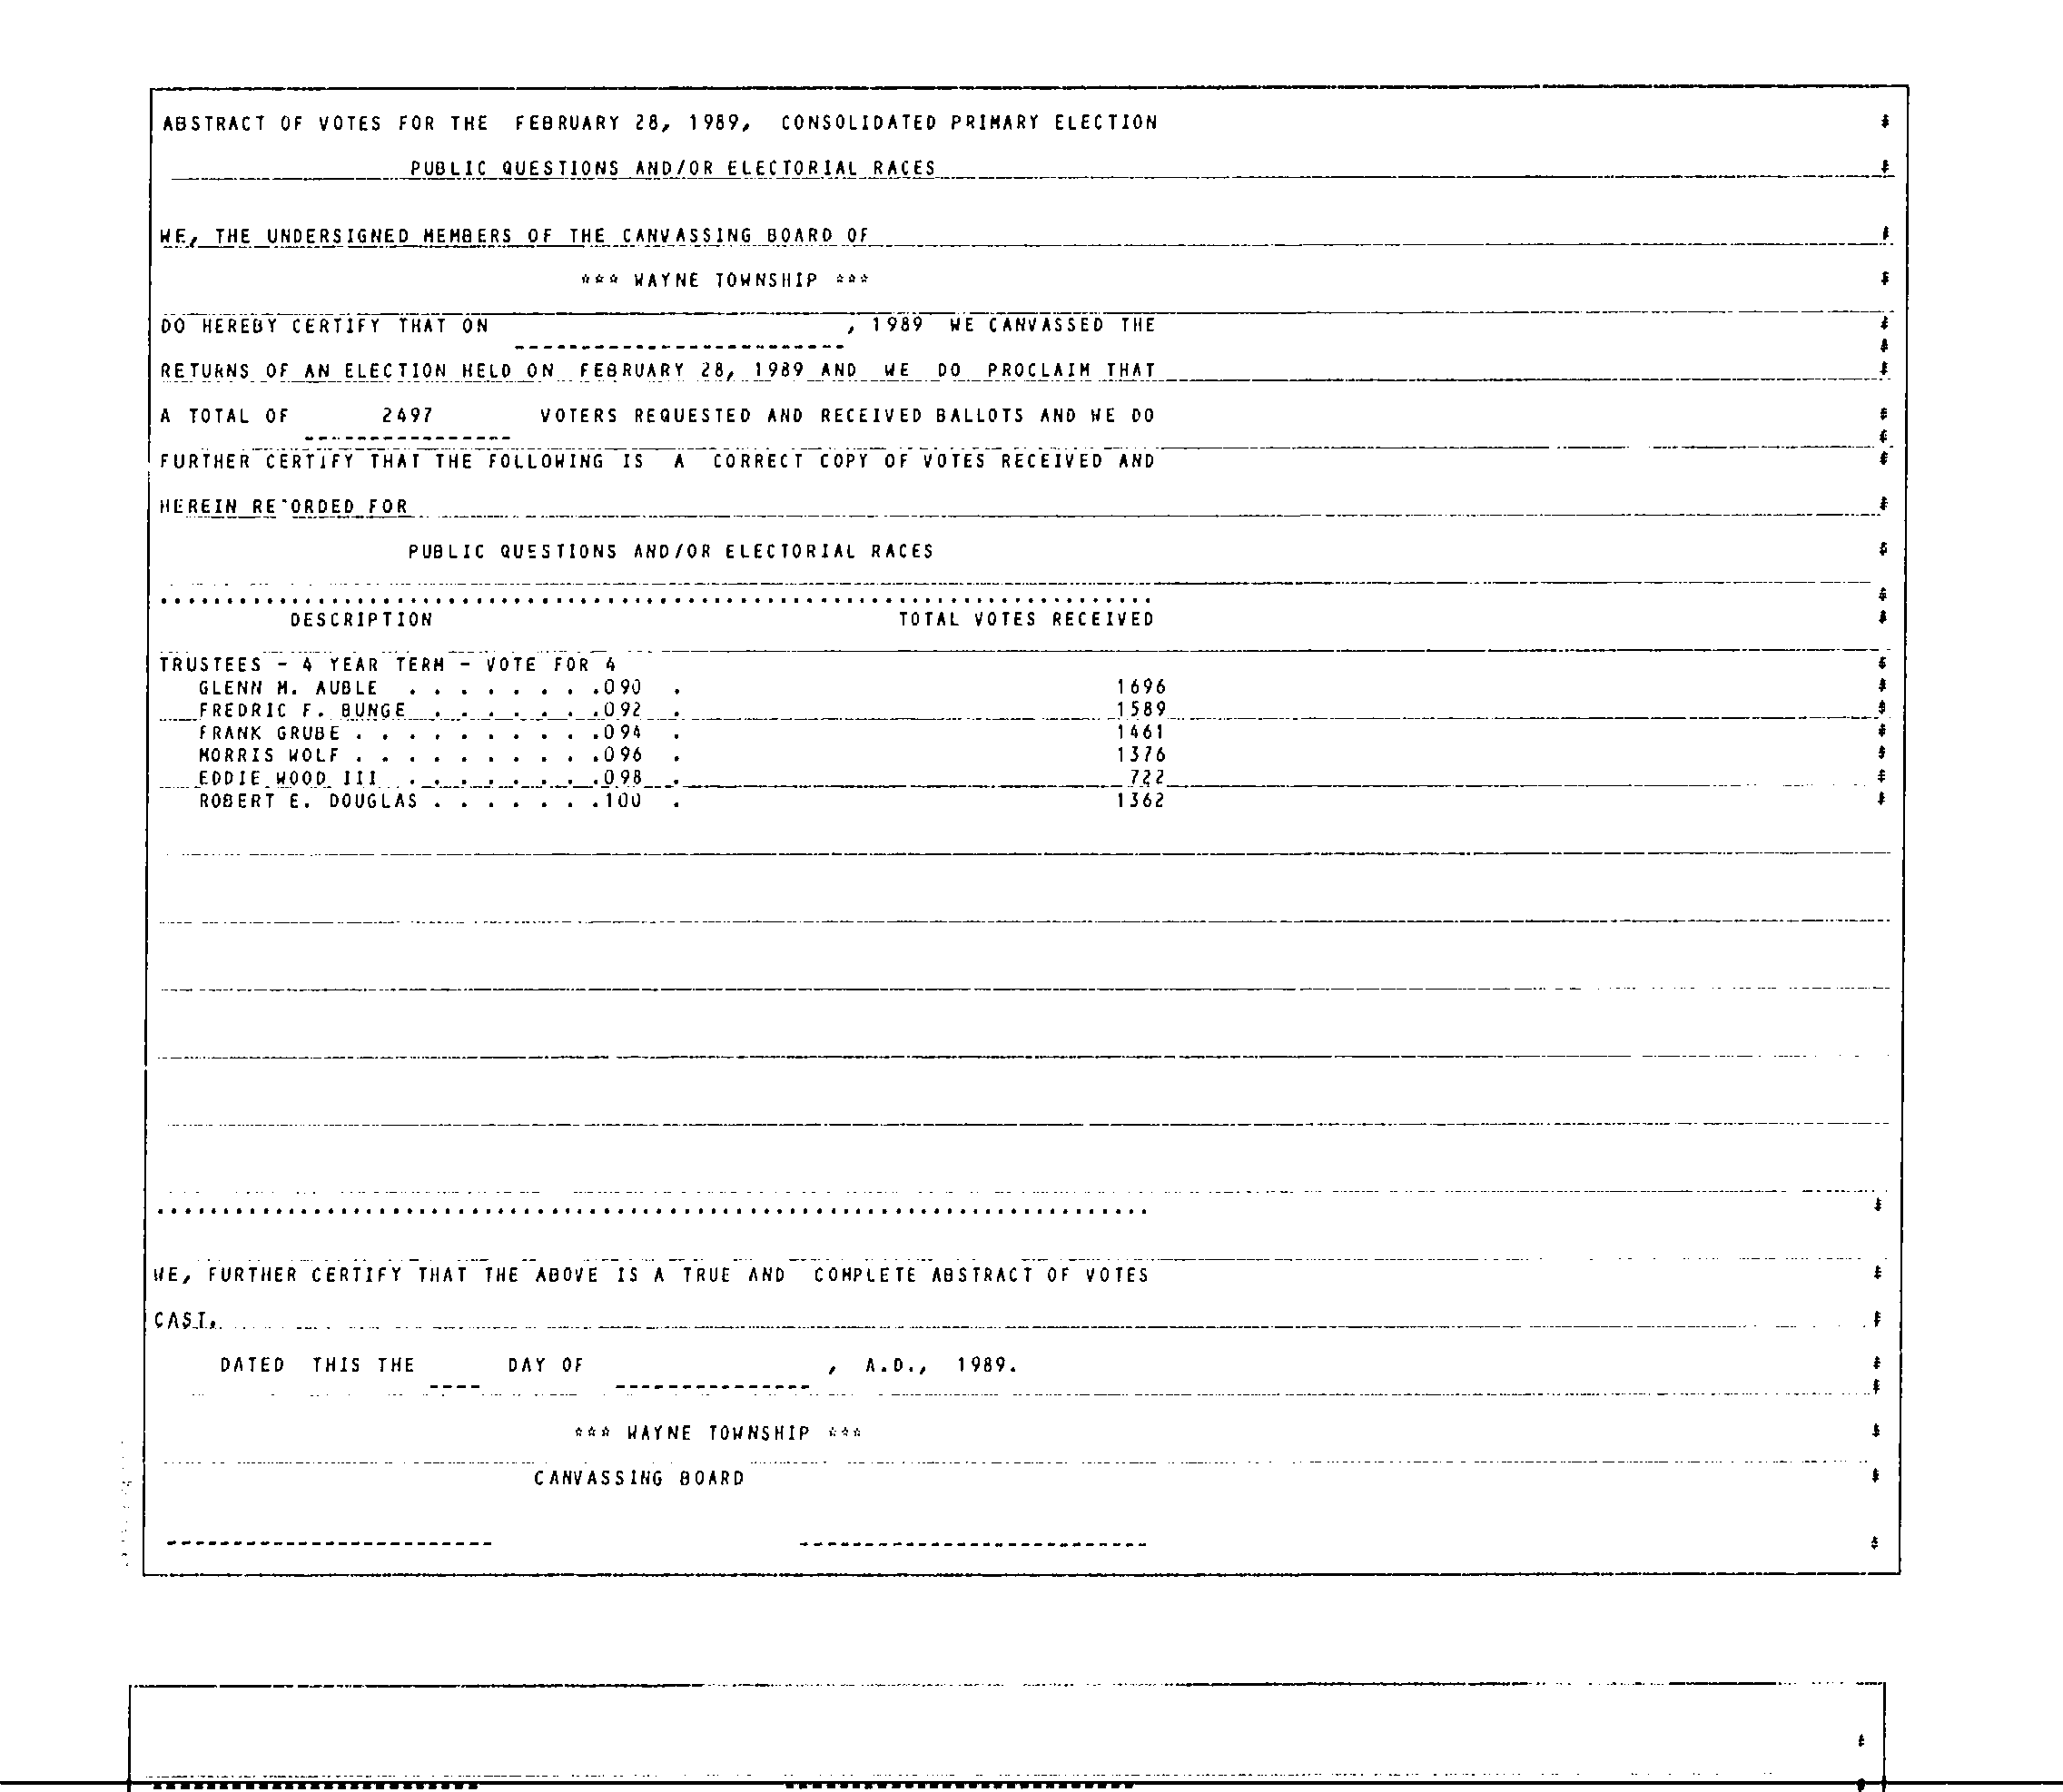 ABSTRACT OF VOTES FOR THE FEBRUARY 28, 1989, CONSOLIDATED PRIMARY ELECTION
PUBLIC QUESTIONS AND/OR ELECTORIAL RACES
WE, THE UNDERSIGNED MEMBERS OF THE CANVASSING BOARD OF
*** WAYNE TOWNSHIP ***
DO HEREBY CERTIFY THAT ON , 1989 WE CANVASSED THE
RETURNS OF AN ELECTION HELD ON FEBRUARY 28, 1989 AND WE DO PROCLAIM THAT
A TOTAL OF 2497 VOTERS REQUESTED AND RECEIVED BALLOTS AND WE DO
FURTHER CERTIFY THAT THE FOLLOWING IS A CORRECT COPY OF VOTES RECEIVED AND
HEREIN RE'ORDED FOR
PUBLIC QUESTIONS AND/OR ELECTORIAL RACES
DESCRIPTION TOTAL VOTES RECEIVED
TRUSTEES - 4 YEAR TERM - VOTE FOR 4
GLENN M. AUBLE . . . . . . . .090 . 1696
FREDRIC F. BUNGE . . . . . . .092 . 1589
FRANK GRUBE . . . . . . . . . .094 . 1461
MORRIS WOLF . . . . . . . . . .096 . 1376
EDDIE WOOD III . . . . . . . .098 . 722
ROBERT E. DOUGLAS . . . . . . .100 . 1362
WE, FURTHER CERTIFY THAT THE ABOVE IS A TRUE AND COMPLETE ABSTRACT OF VOTES
CAST.
DATED THIS THE DAY OF , A.D., 1989.
*** WAYNE TOWNSHIP ***
CANVASSING BOARD